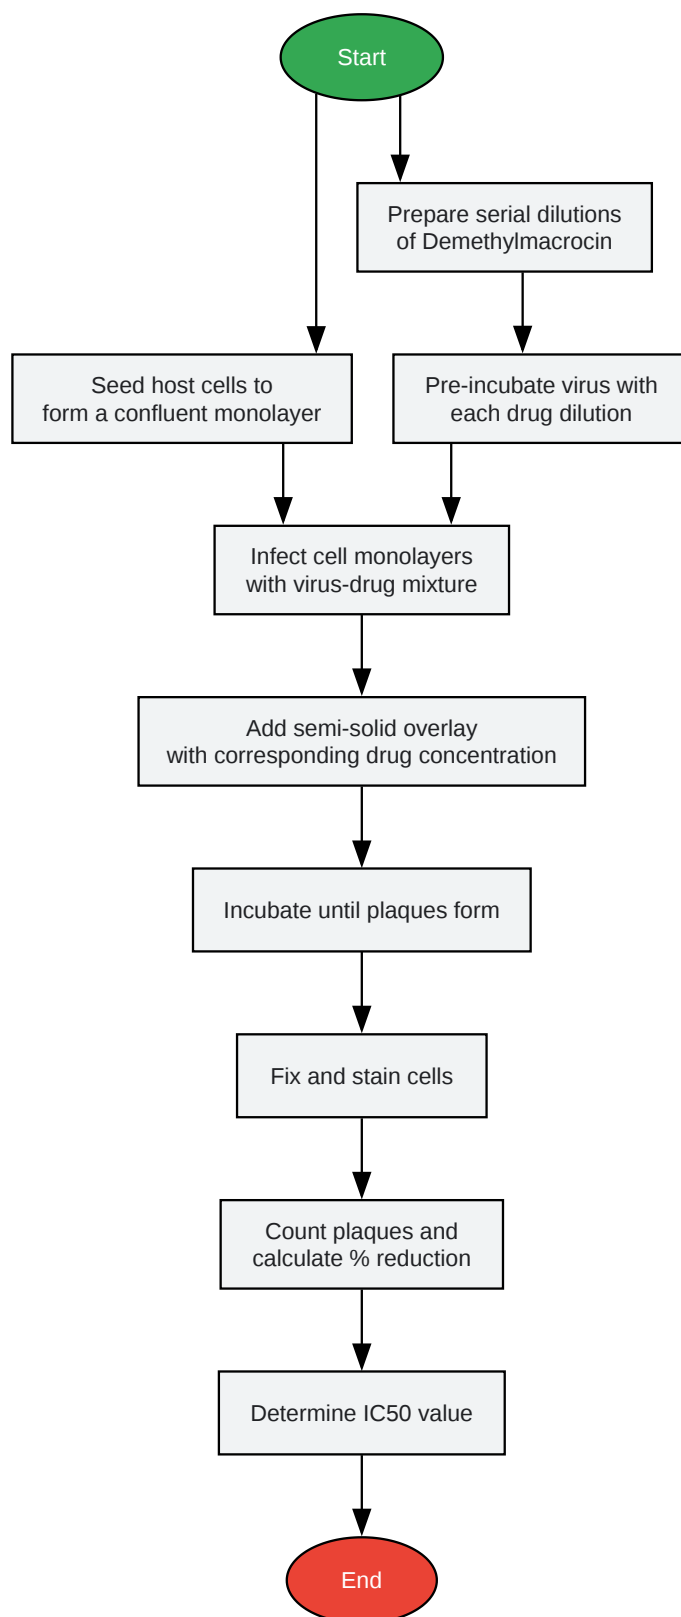 Start
Prepare serial dilutions
of Demethylmacrocin
Seed host cells to
form a confluent monolayer
Pre-incubate virus with
each drug dilution
Infect cell monolayers
with virus-drug mixture
Add semi-solid overlay
with corresponding drug concentration
Incubate until plaques form
Fix and stain cells
Count plaques and
calculate % reduction
Determine IC50 value
End